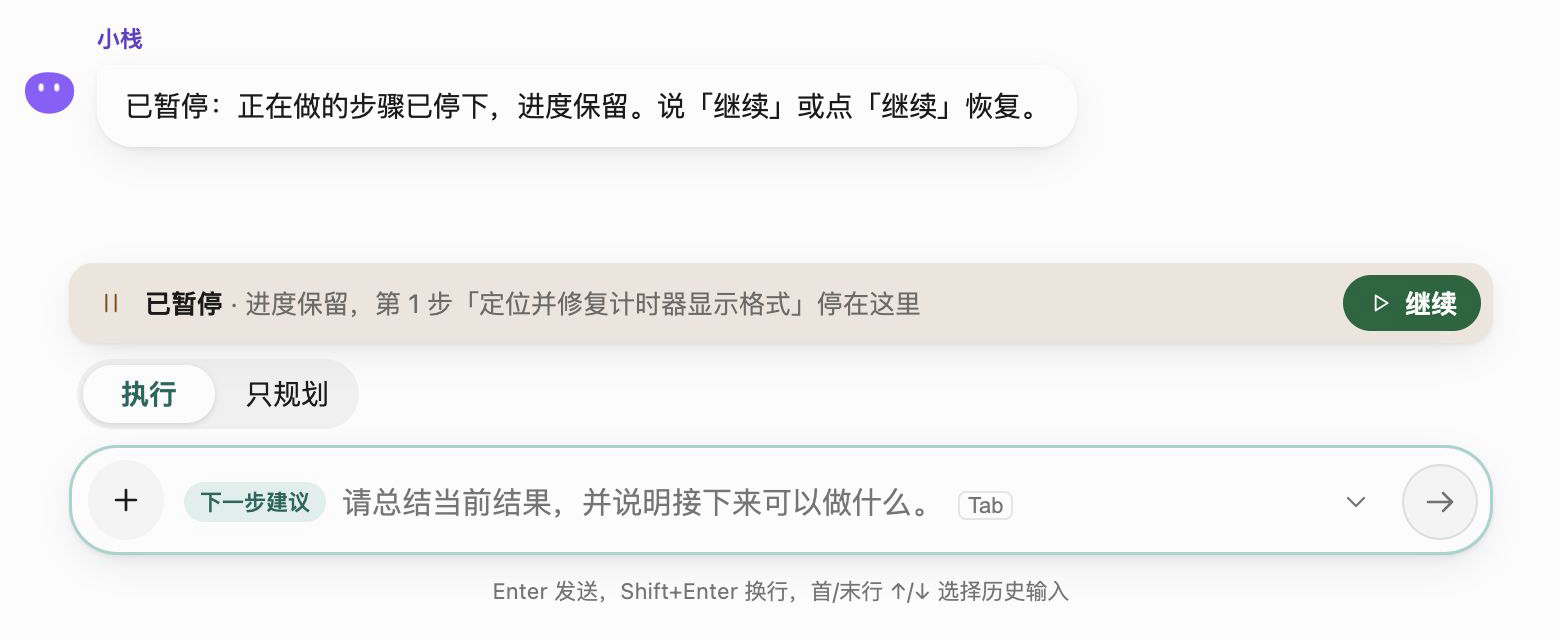 小栈
已暂停：正在做的步骤已停下，进度保留。说「继续」或点「继续」恢复。
已暂停 · 进度保留，第 1 步「定位并修复计时器显示格式」停在这里
继续
执行 只规划
下一步建议 请总结当前结果，并说明接下来可以做什么。 Tab
Enter 发送，Shift+Enter 换行，首/末行 ↑/↓ 选择历史输入